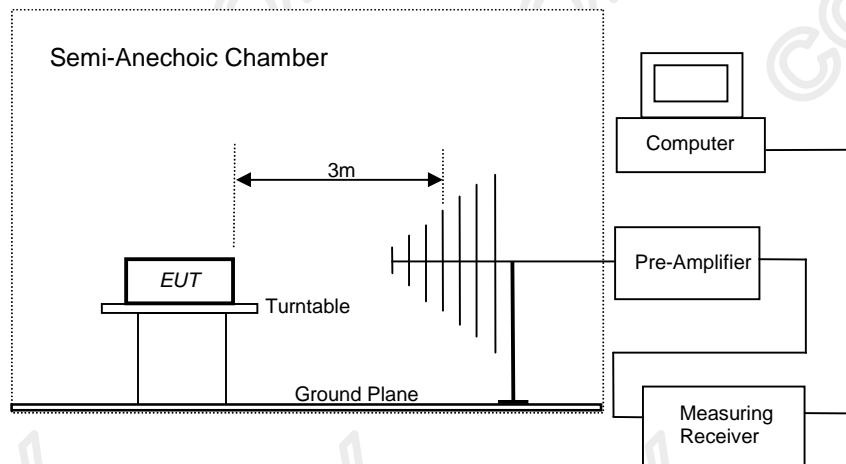 Semi-Anechoic Chamber
Computer
3m
Pre-Amplifier
EUT
Turntable
Ground Plane
Measuring
Receiver